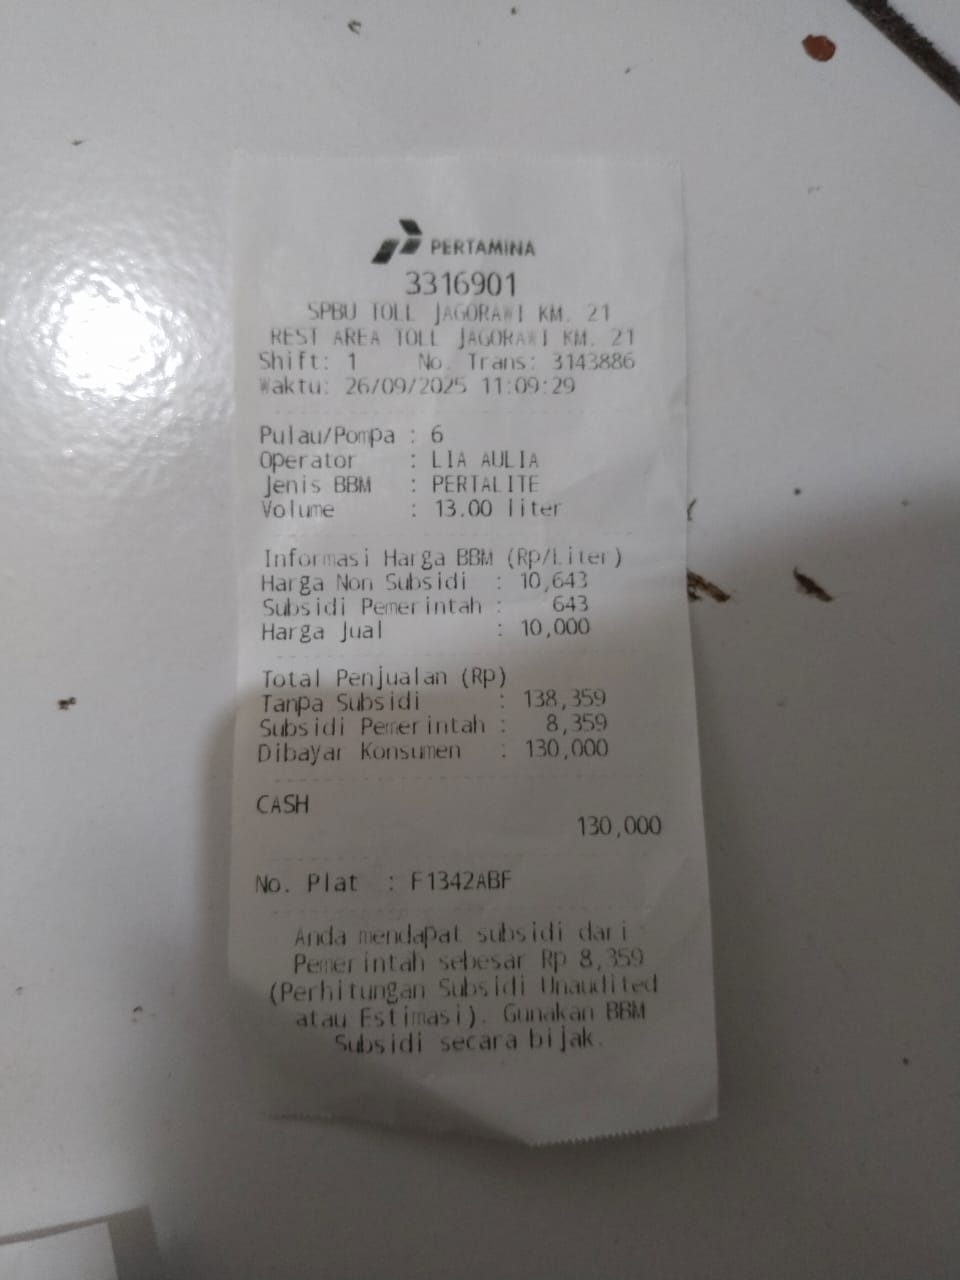 PERTAMINA
3316901
SPBU TOLL JAGORAWI KM. 21
REST AREA TOLL JAGORAWI KM. 21
Shift: 1 No. Trans: 3143886
Waktu: 26/09/2025 11:09:29
Pulau/Pompa : 6
Operator : LIA AULIA
Jenis BBM : PERTALITE
Volume : 13.00 liter
Informasi Harga BBM (Rp/Liter)
Harga Non Subsidi : 10,643
Subsidi Pemerintah : 643
Harga Jual : 10,000
Total Penjualan (Rp)
Tanpa Subsidi : 138,359
Subsidi Pemerintah : 8,359
Dibayar Konsumen : 130,000
CASH
130,000
No. Plat : F1342ABF
Anda mendapat subsidi dari
Pemerintah sebesar Rp 8,359
(Perhitungan Subsidi Unaudited
atau Estimasi). Gunakan BBM
Subsidi secara bijak.